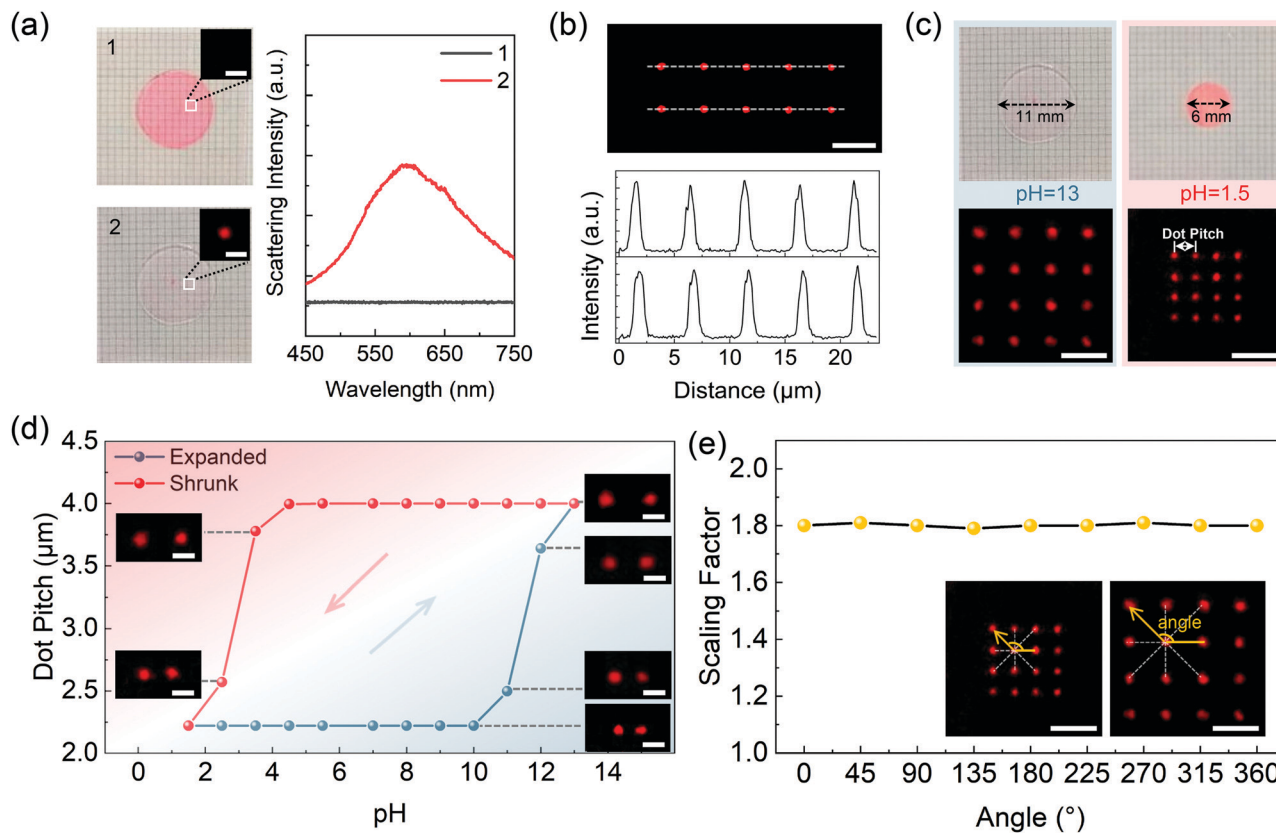 (a)
1
2
Scattering Intensity (a.u.)
1
2
450 550 650 750
Wavelength (nm)
(b)
Intensity (a.u.)
0 5 10 15 20
Distance (µm)
(c)
11 mm
6 mm
pH=13
pH=1.5
Dot Pitch
(d)
Dot Pitch (µm)
4.5
4.0
3.5
3.0
2.5
2.0
Expanded
Shrunk
0 2 4 6 8 10 12 14
pH
(e)
Scaling Factor
2.0
1.8
1.6
1.4
1.2
1.0
angle
0 45 90 135 180 225 270 315 360
Angle (°)